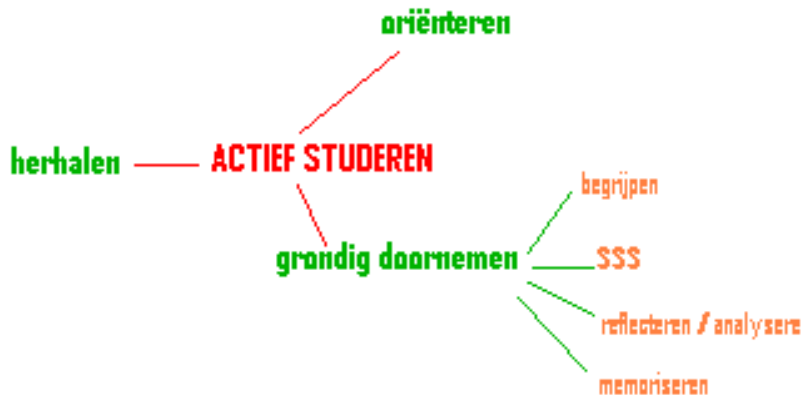 oriënteren
herhalen
ACTIEF STUDEREN
begrijpen
grondig doornemen
SSS
reflecteren / analysere
memoriseren